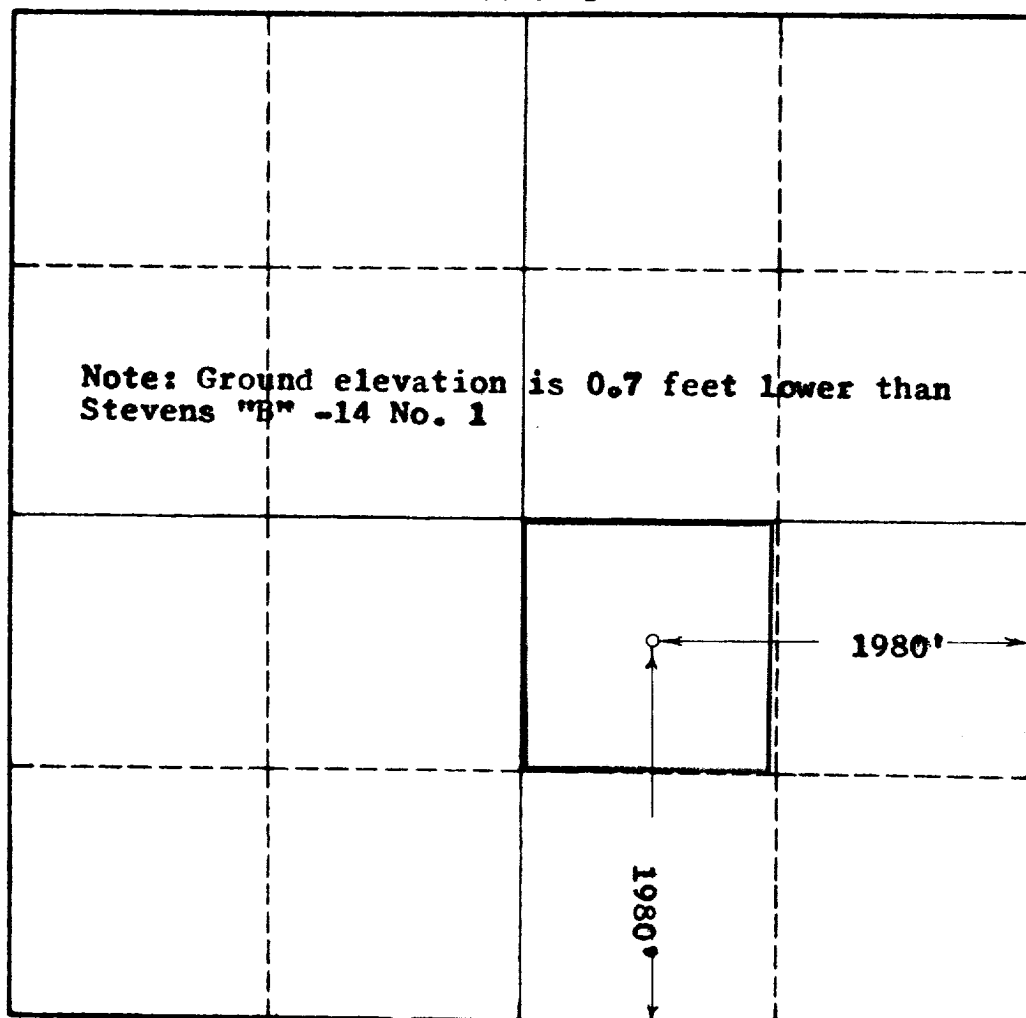 Note: Ground elevation is 0.7 feet lower than
Stevens "B" -14 No. 1
1980'
1980'